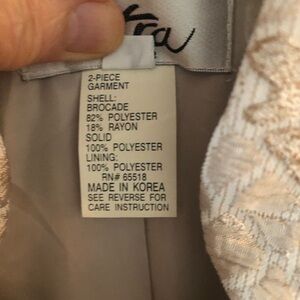 2-PIECE
GARMENT
SHELL:
BROCADE
82% POLYESTER
18% RAYON
SOLID
100% POLYESTER
LINING:
100% POLYESTER
RN# 65518
MADE IN KOREA
SEE REVERSE FOR
CARE INSTRUCTION